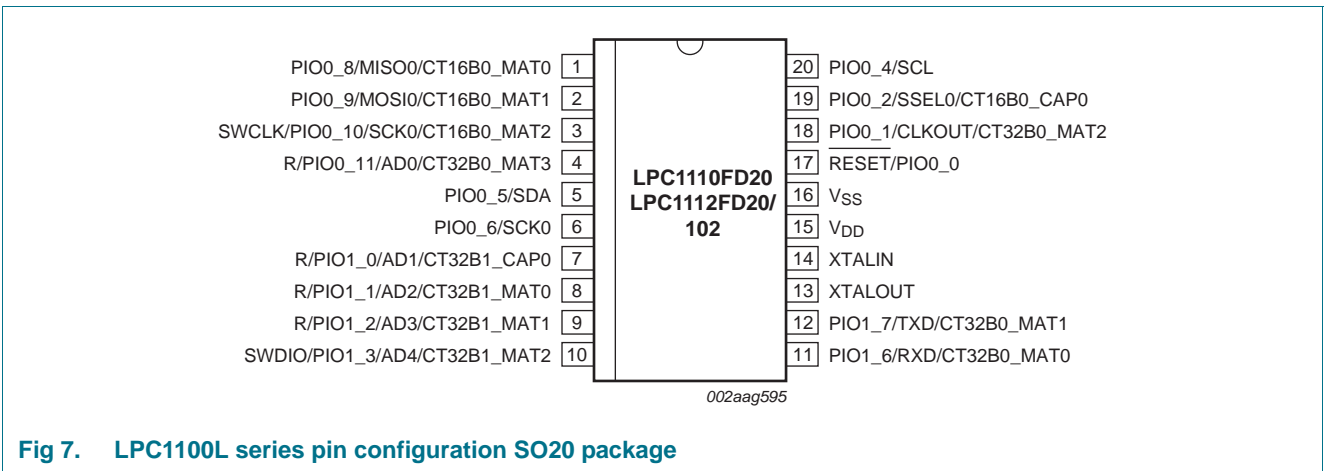 PIO0_8/MISO0/CT16B0_MAT0 1
PIO0_9/MOSI0/CT16B0_MAT1 2
SWCLK/PIO0_10/SCK0/CT16B0_MAT2 3
R/PIO0_11/AD0/CT32B0_MAT3 4
PIO0_5/SDA 5
PIO0_6/SCK0 6
R/PIO1_0/AD1/CT32B1_CAP0 7
R/PIO1_1/AD2/CT32B1_MAT0 8
R/PIO1_2/AD3/CT32B1_MAT1 9
SWDIO/PIO1_3/AD4/CT32B1_MAT2 10
LPC1110FD20
LPC1112FD20/
102
20 PIO0_4/SCL
19 PIO0_2/SSEL0/CT16B0_CAP0
18 PIO0_1/CLKOUT/CT32B0_MAT2
17 RESET/PIO0_0
16 VSS
15 VDD
14 XTALIN
13 XTALOUT
12 PIO1_7/TXD/CT32B0_MAT1
11 PIO1_6/RXD/CT32B0_MAT0
002aag595
Fig 7. LPC1100L series pin configuration SO20 package